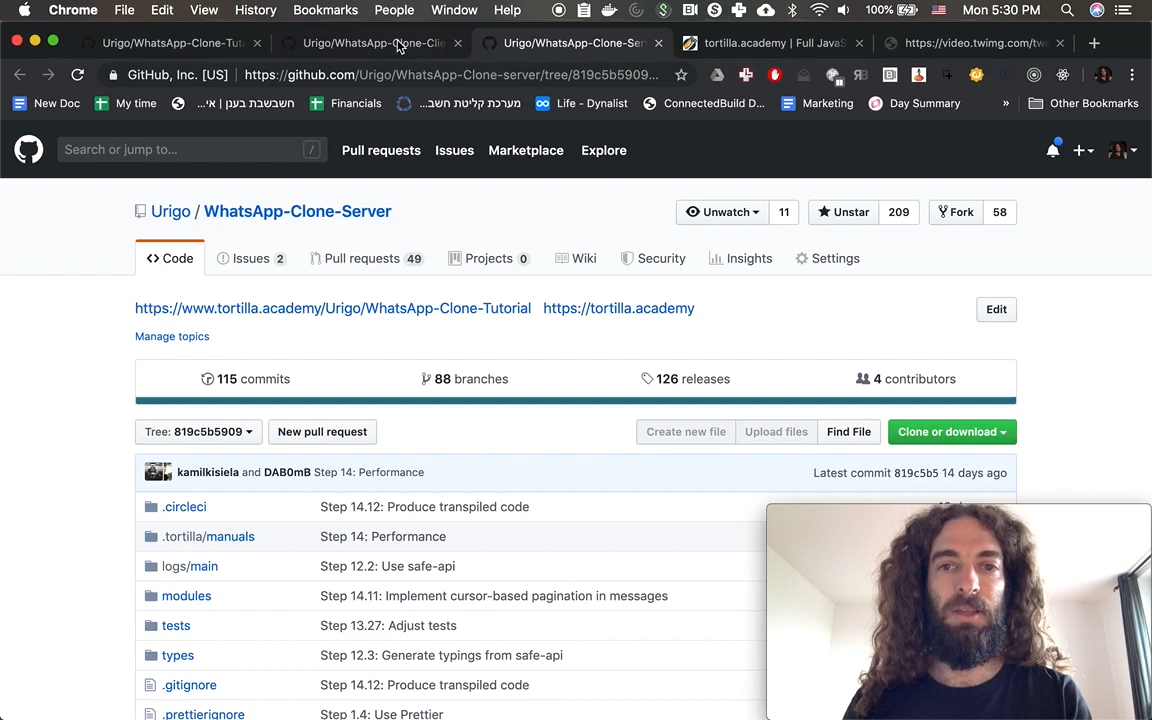 Chrome File Edit View History Bookmarks People Window Help 100% Mon 5:30 PM
Urigo/WhatsApp-Clone-Tut Urigo/WhatsApp-Clone-Clie Urigo/WhatsApp-Clone-Ser tortilla.academy | Full JavaS https://video.twimg.com/tw
GitHub, Inc. [US] https://github.com/Urigo/WhatsApp-Clone-server/tree/819c5b5909...
New Doc My time חשבשבת בענן | אי... Financials מערכת קליטת חשב... Life - Dynalist ConnectedBuild D... Marketing Day Summary » Other Bookmarks
Search or jump to... / Pull requests Issues Marketplace Explore
Urigo / WhatsApp-Clone-Server Unwatch 11 Unstar 209 Fork 58
Code Issues 2 Pull requests 49 Projects 0 Wiki Security Insights Settings
https://www.tortilla.academy/Urigo/WhatsApp-Clone-Tutorial https://tortilla.academy Edit
Manage topics
115 commits 88 branches 126 releases 4 contributors
Tree: 819c5b5909 New pull request Create new file Upload files Find File Clone or download
kamilkisiela and DAB0mB Step 14: Performance Latest commit 819c5b5 14 days ago
.circleci Step 14.12: Produce transpiled code
.tortilla/manuals Step 14: Performance
logs/main Step 12.2: Use safe-api
modules Step 14.11: Implement cursor-based pagination in messages
tests Step 13.27: Adjust tests
types Step 12.3: Generate typings from safe-api
.gitignore Step 14.12: Produce transpiled code
.prettierignore Step 1.4: Use Prettier